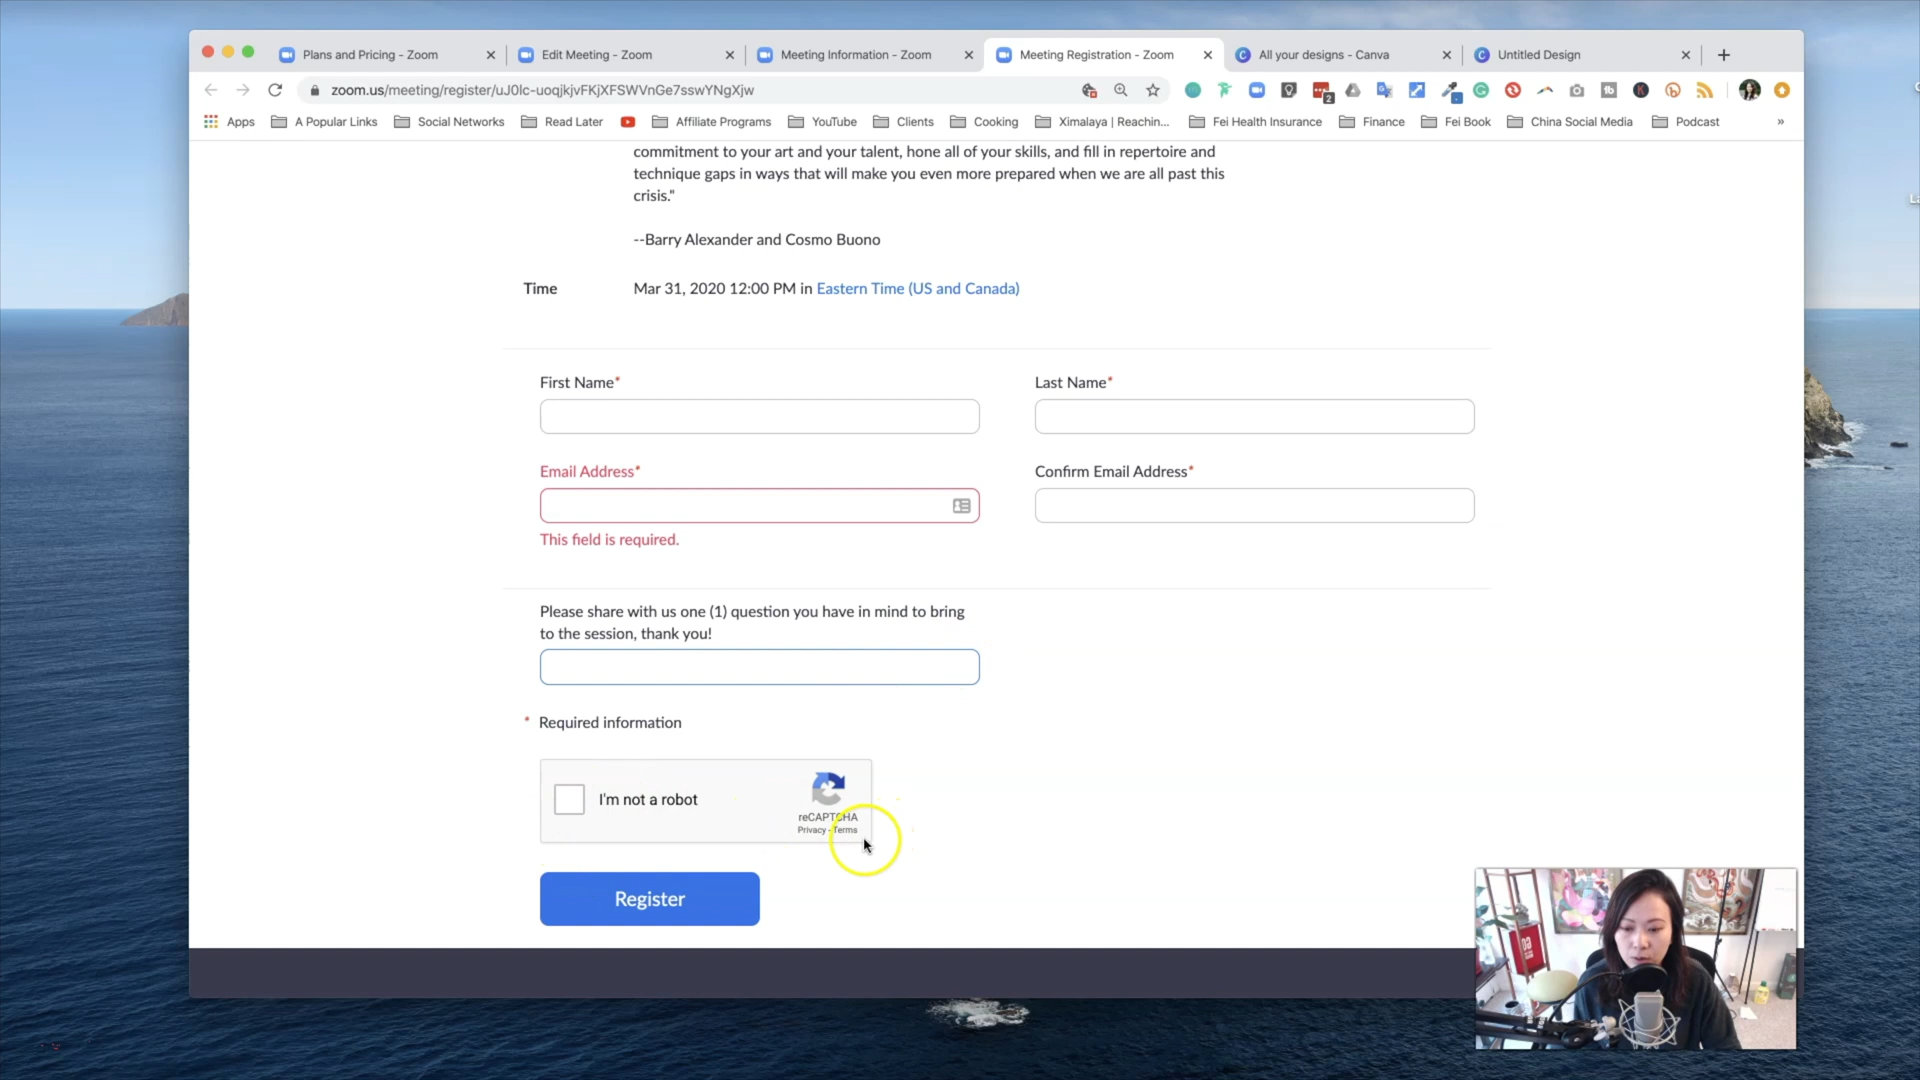 Plans and Pricing - Zoom
Edit Meeting - Zoom
Meeting Information - Zoom
Meeting Registration - Zoom
All your designs - Canva
Untitled Design
zoom.us/meeting/register/uJ0lc-uoqjkjvFKjXFSWVnGe7sswYNgXjw
2
Apps
A Popular Links
Social Networks
Read Later
Affiliate Programs
YouTube
Clients
Cooking
Ximalaya | Reachin...
Fei Health Insurance
Finance
Fei Book
China Social Media
Podcast
»
commitment to your art and your talent, hone all of your skills, and fill in repertoire and
technique gaps in ways that will make you even more prepared when we are all past this
crisis."
--Barry Alexander and Cosmo Buono
Time
Mar 31, 2020 12:00 PM in Eastern Time (US and Canada)
First Name*
Last Name*
Email Address*
Confirm Email Address*
This field is required.
Please share with us one (1) question you have in mind to bring
to the session, thank you!
* Required information
I'm not a robot
reCAPTCHA
Privacy - Terms
Register